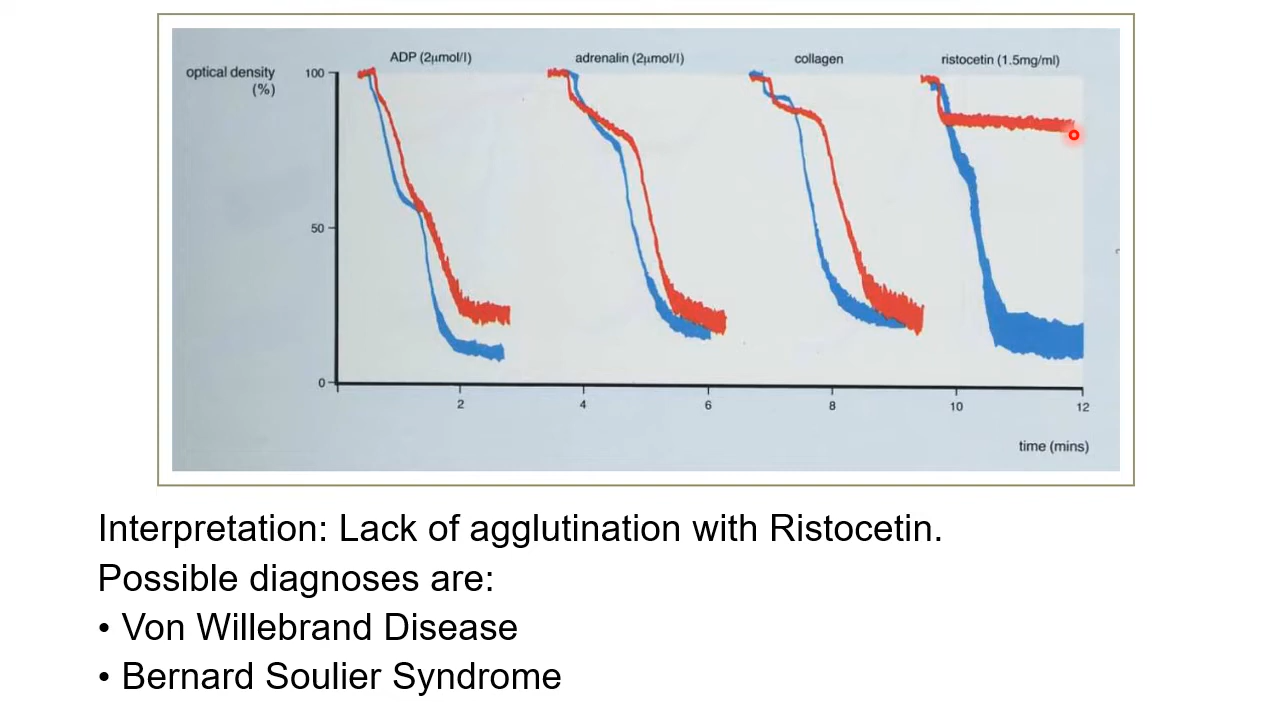 ADP (2µmol/l)
adrenalin (2µmol/l)
collagen
ristocetin (1.5mg/ml)
optical density
(%)
100
50
0
2
4
6
8
10
12
time (mins)
Interpretation: Lack of agglutination with Ristocetin.
Possible diagnoses are:
• Von Willebrand Disease
• Bernard Soulier Syndrome